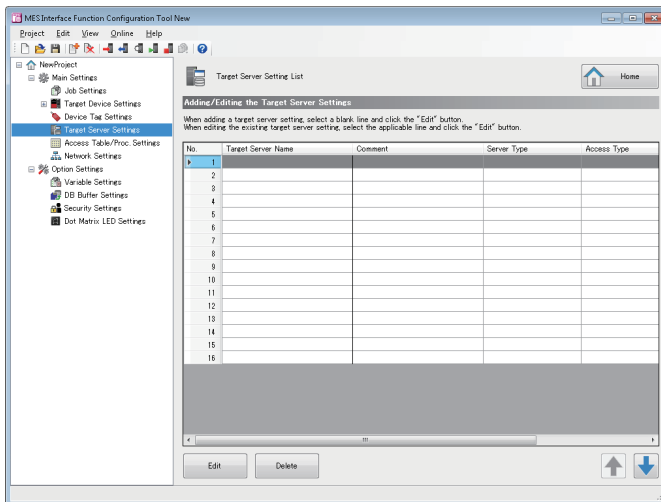 MES Interface Function Configuration Tool New
Project Edit View Online Help
NewProject
Main Settings
Job Settings
Target Device Settings
Device Tag Settings
Target Server Settings
Access Table/Proc. Settings
Network Settings
Option Settings
Variable Settings
DB Buffer Settings
Security Settings
Dot Matrix LED Settings
Target Server Setting List
Home
Adding/Editing the Target Server Settings
When adding a target server setting, select a blank line and click the "Edit" button.
When editing the existing target server setting, select the applicable line and click the "Edit" button.
No. Target Server Name Comment Server Type Access Type
1
2
3
4
5
6
7
8
9
10
11
12
13
14
15
16
Edit Delete